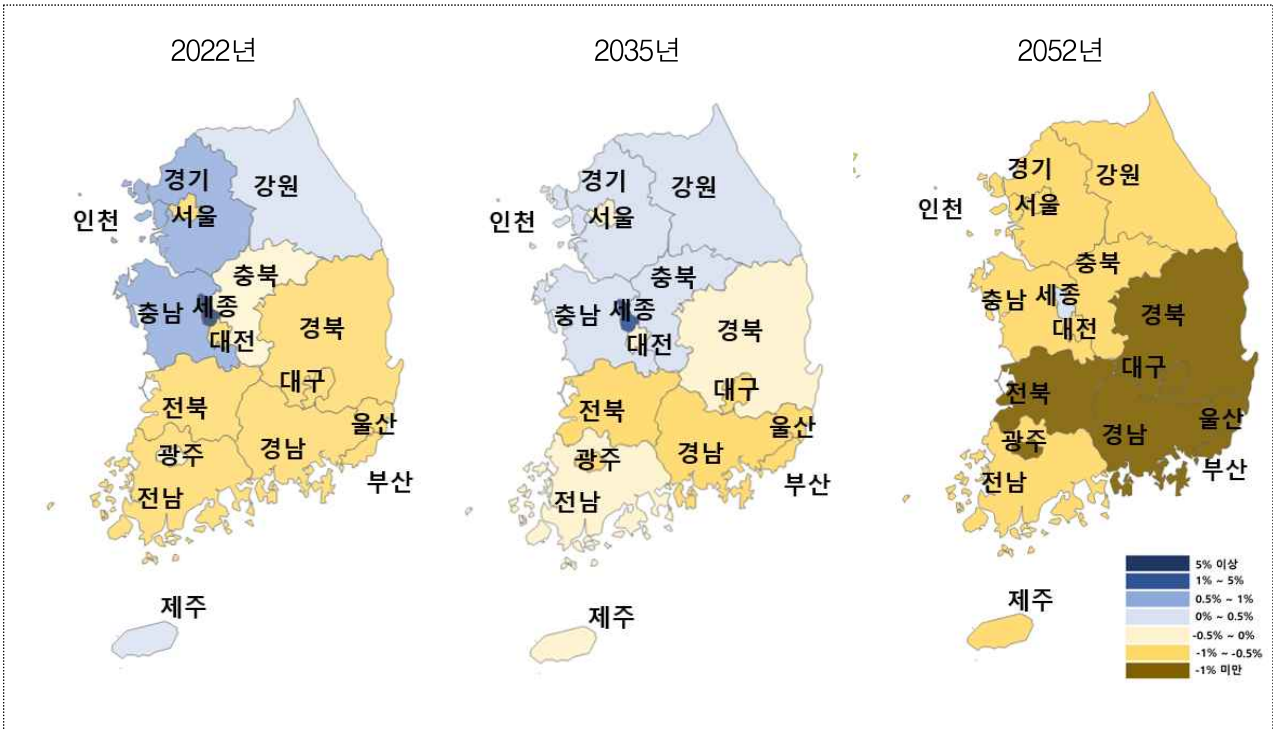 2022년
경기
강원
서울
인천
충북
충남
세종
대전
경북
대구
전북
울산
광주
경남
부산
전남
제주
2035년
경기
강원
서울
인천
충북
충남
세종
대전
경북
대구
전북
울산
광주
경남
부산
전남
제주
2052년
경기
강원
서울
인천
충북
충남
세종
대전
경북
대구
전북
울산
광주
경남
부산
전남
제주
5% 이상
1% ~ 5%
0.5% ~ 1%
0% ~ 0.5%
-0.5% ~ 0%
-1% ~ -0.5%
-1% 미만